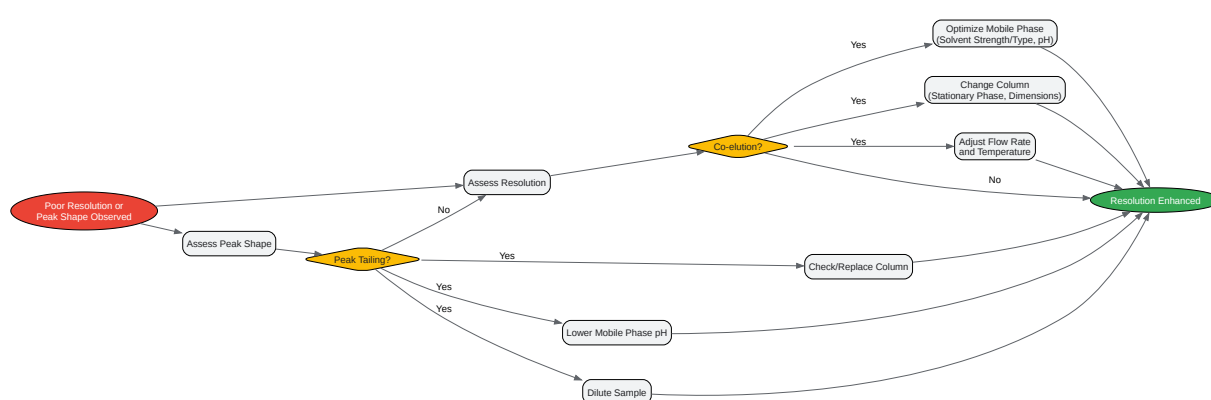 Optimize Mobile Phase
(Solvent Strength/Type, pH)
Yes
Change Column
(Stationary Phase, Dimensions)
Yes
Co-elution?
Yes
Adjust Flow Rate
and Temperature
Assess Resolution
No
Poor Resolution or
Peak Shape Observed
No
Resolution Enhanced
Assess Peak Shape
Peak Tailing?
Yes
Check/Replace Column
Yes
Yes
Lower Mobile Phase pH
Dilute Sample